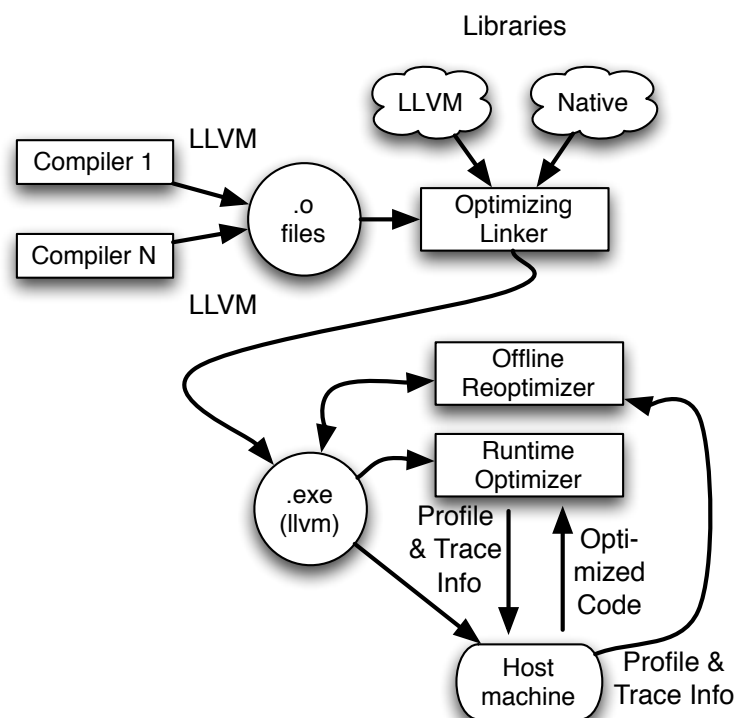 Libraries
LLVM
Native
LLVM
Compiler 1
.o
files
Optimizing
Linker
Compiler N
LLVM
Offline
Reoptimizer
Runtime
Optimizer
.exe
(llvm)
Profile
& Trace
Info
Opti-
mized
Code
Host
machine
Profile &
Trace Info